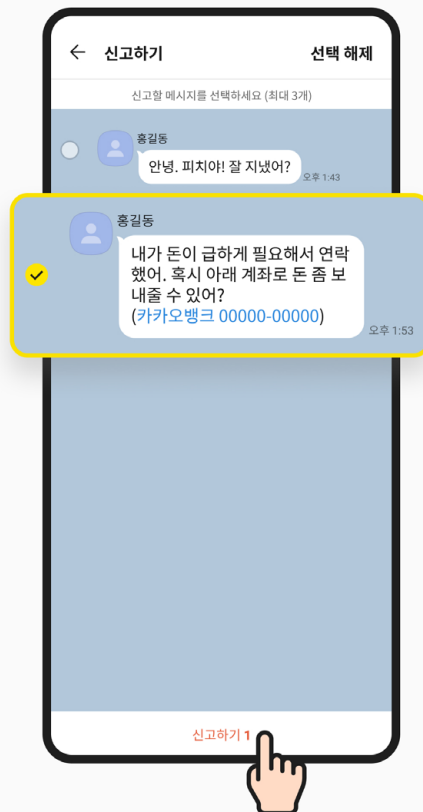 신고하기 선택 해제
신고할 메시지를 선택하세요 (최대 3개)
홍길동
안녕. 피치야! 잘 지냈어?
오후 1:43
홍길동
내가 돈이 급하게 필요해서 연락
했어. 혹시 아래 계좌로 돈 좀 보
내줄 수 있어?
(카카오뱅크 00000-00000)
오후 1:53
신고하기 1